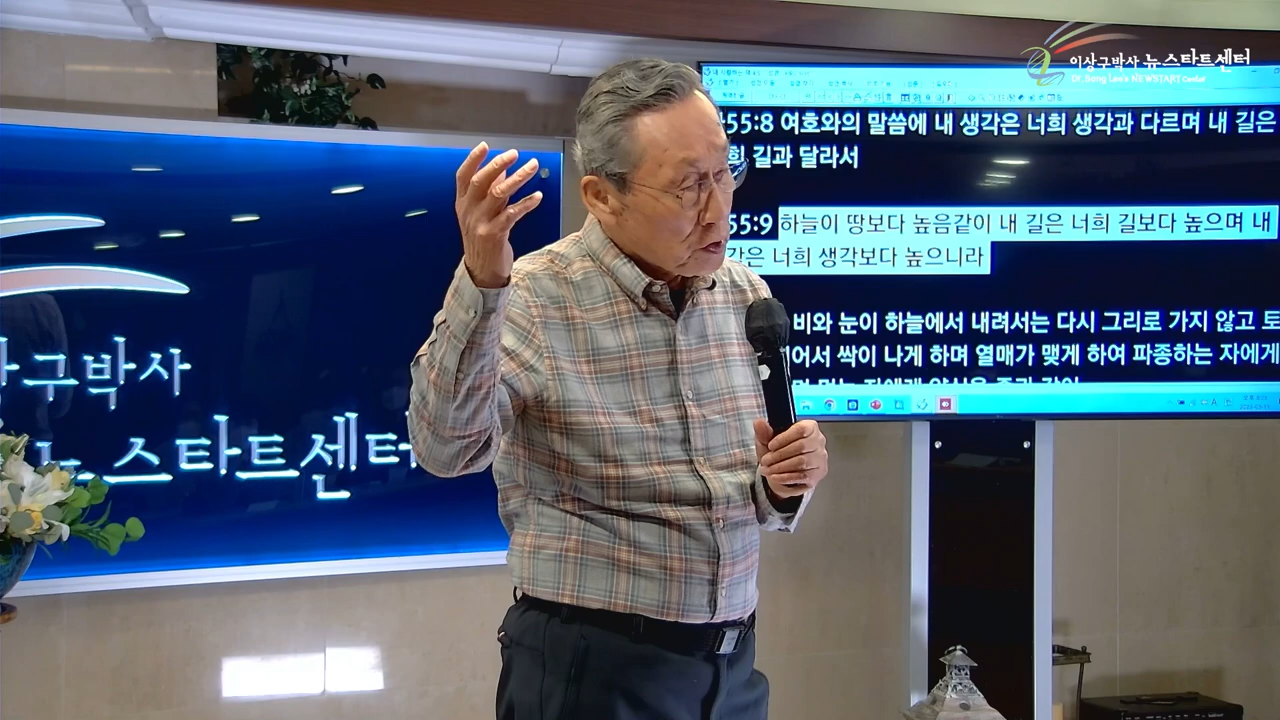 이상구박사 뉴스타트센터
Dr. Sang Lee's NEWSTART Center
55:8 여호와의 말씀에 내 생각은 너희 생각과 다르며 내 길은
희 길과 달라서
55:9 하늘이 땅보다 높음같이 내 길은 너희 길보다 높으며 내
각은 너희 생각보다 높으니라
비와 눈이 하늘에서 내려서는 다시 그리로 가지 않고
어서 싹이 나게 하며 열매가 맺게 하여 파종하는 자에게
구박사
뉴스타트센터